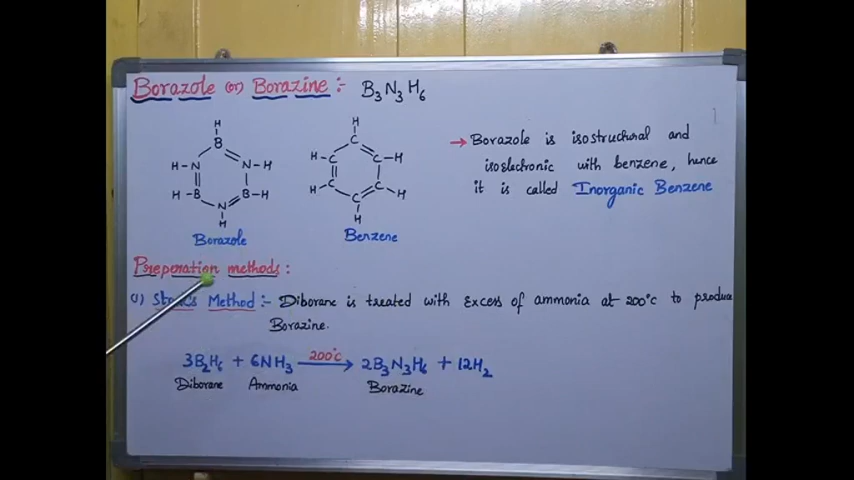 Borazole (or) Borazine :- B₃N₃H₆
H
B
H-N N-H
H-B B-H
N
H
Borazole
H
C
H-C C-H
H-C C-H
C
H
Benzene
→ Borazole is isostructural and
isoelectronic with benzene, hence
it is called Inorganic Benzene
Preperation methods :
(1) Method :- Diborane is treated with Excess of ammonia at 200°c to produce
Borazine.
3B₂H₆ + 6NH₃ 200°c → 2B₃N₃H₆ + 12H₂
Diborane Ammonia Borazine